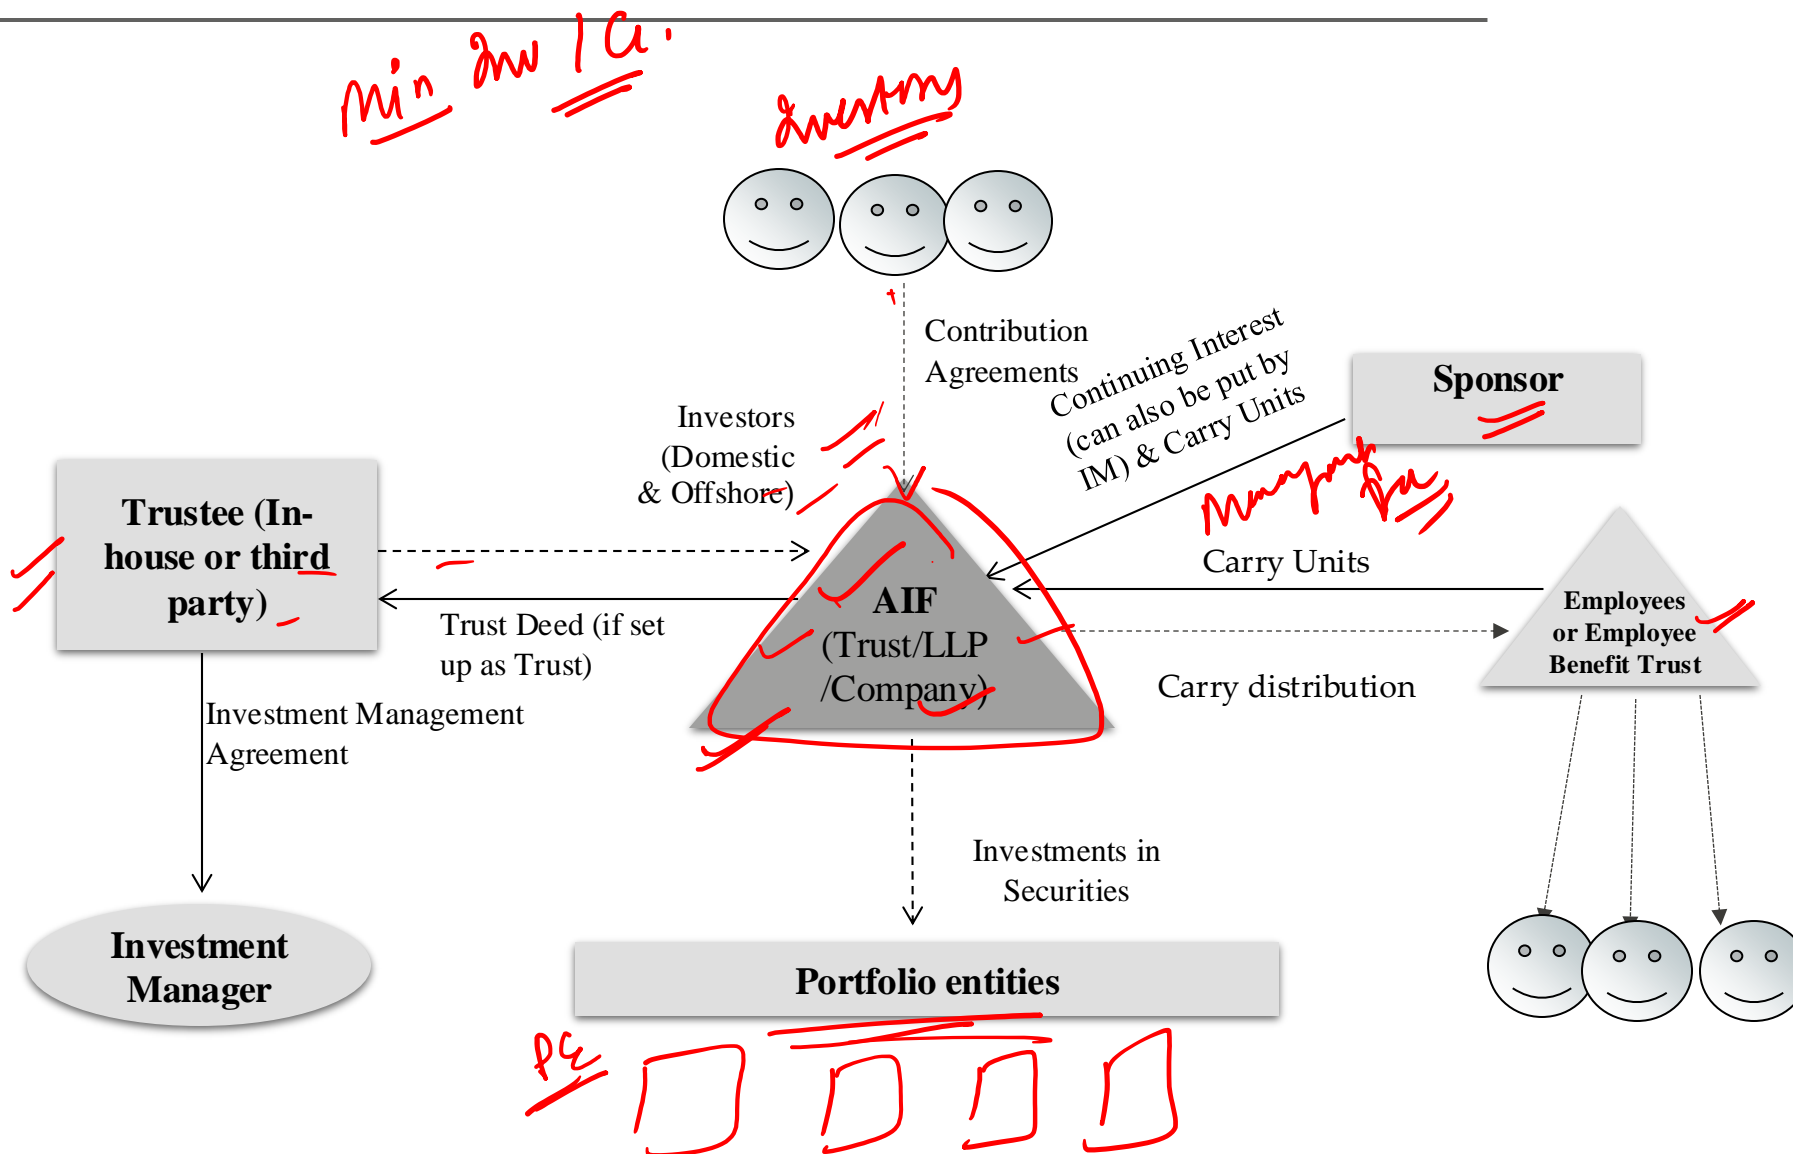 Min Inv 1 Cr.
Investors
Contribution
Agreements
Continuing Interest
(can also be put by
IM) & Carry Units
Sponsor
Investors
(Domestic
& Offshore)
Management Fee
Trustee (In-
house or third
party)
Trust Deed (if set
up as Trust)
AIF
(Trust/LLP
/Company)
Carry Units
Employees
or Employee
Benefit Trust
Carry distribution
Investment Management
Agreement
Investments in
Securities
Investment
Manager
Portfolio entities
PE